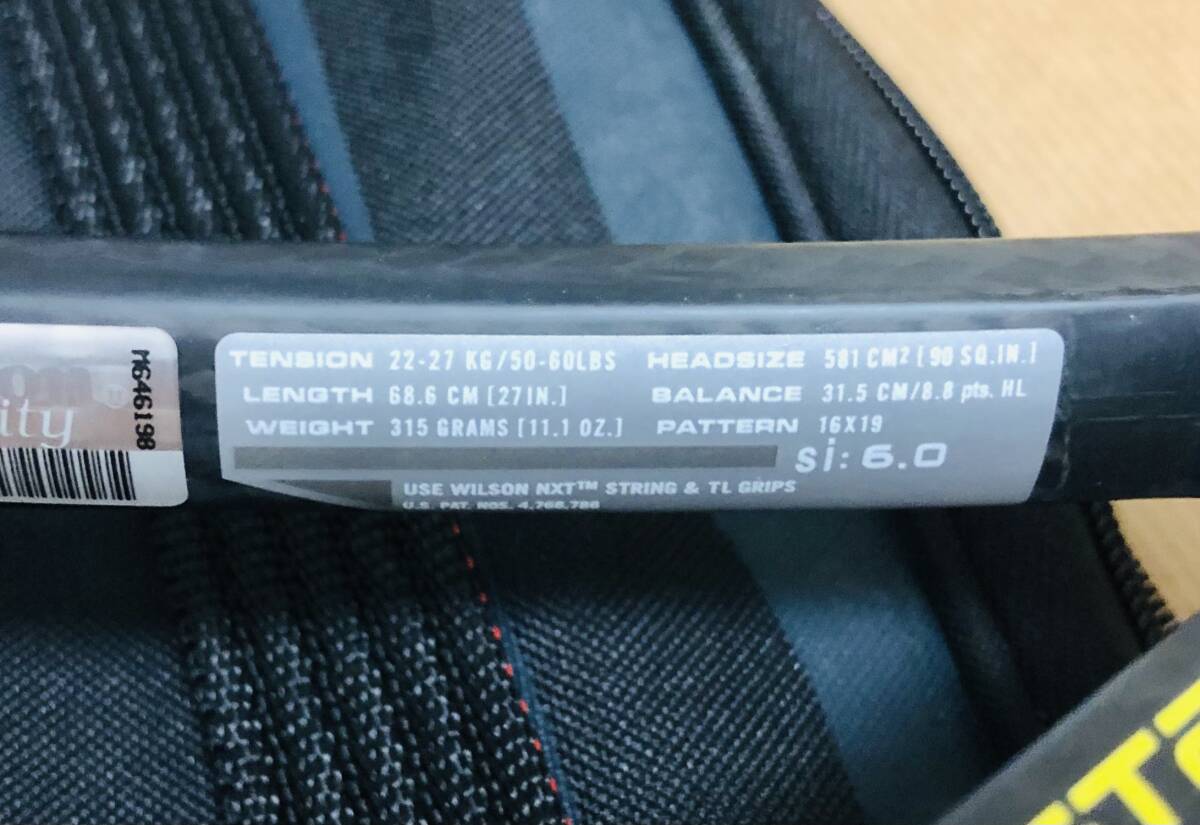 TENSION 22-27 KG/50-60LBS HEADSIZE 581 CM² [90 SQ.IN.]
LENGTH 68.6 CM [27IN.] BALANCE 31.5 CM/8.8 pts. HL
WEIGHT 315 GRAMS [11.1 OZ.] PATTERN 16X19
si: 6.0
USE WILSON NXT™ STRING & TL GRIPS
U.S. PAT. NOS. 4,766,786
M646198
ity